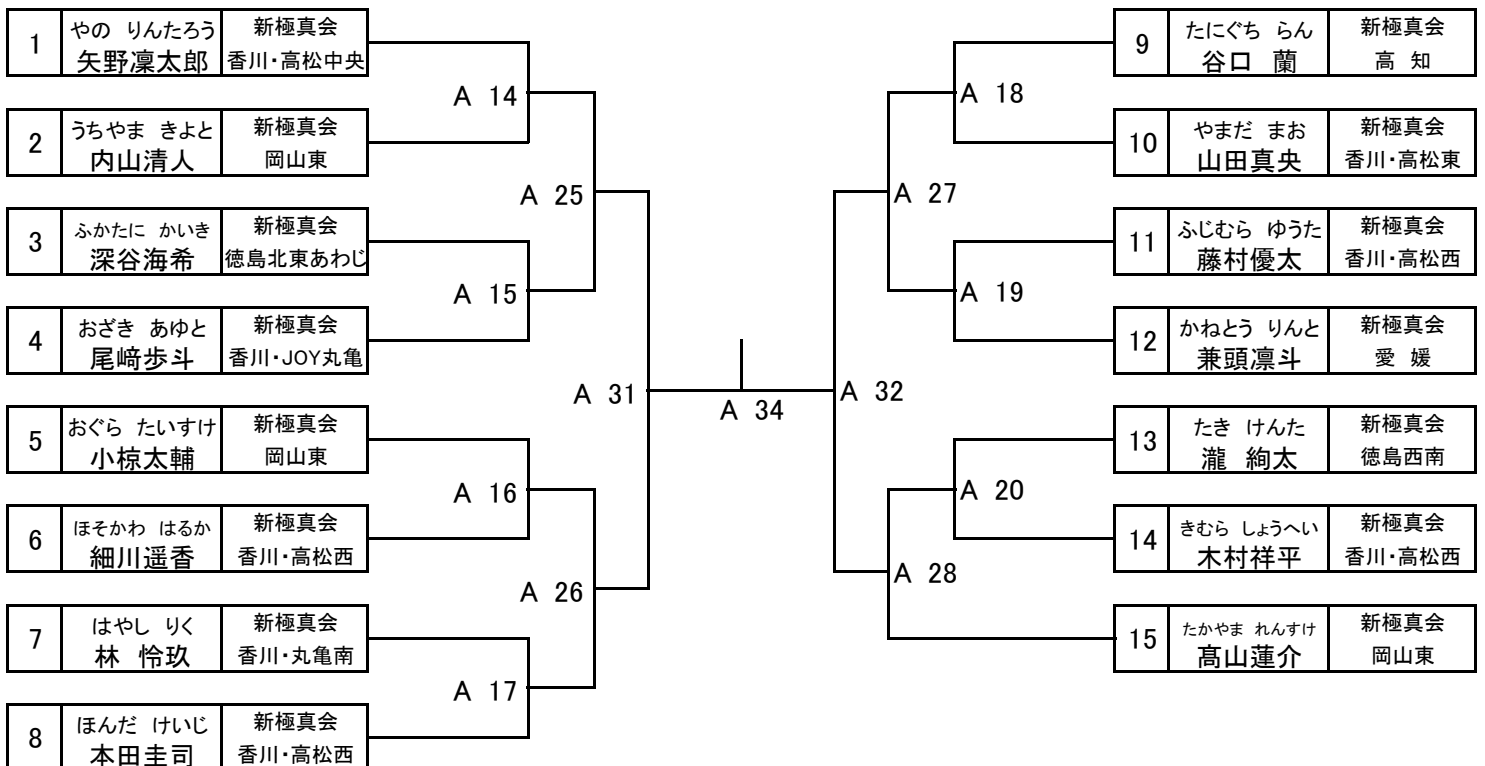 1
やの りんたろう
矢野凜太郎
新極真会
香川・高松中央
2
うちやま きよと
内山清人
新極真会
岡山東
3
ふかたに かいき
深谷海希
新極真会
徳島北東あわじ
4
おざき あゆと
尾﨑歩斗
新極真会
香川・JOY丸亀
5
おぐら たいすけ
小椋太輔
新極真会
岡山東
6
ほそかわ はるか
細川遥香
新極真会
香川・高松西
7
はやし りく
林 怜玖
新極真会
香川・丸亀南
8
ほんだ けいじ
本田圭司
新極真会
香川・高松西
A 14
A 15
A 16
A 17
A 25
A 26
A 31
A 34
A 32
A 27
A 28
A 18
A 19
A 20
9
たにぐち らん
谷口 蘭
新極真会
高 知
10
やまだ まお
山田真央
新極真会
香川・高松東
11
ふじむら ゆうた
藤村優太
新極真会
香川・高松西
12
かねとう りんと
兼頭凛斗
新極真会
愛 媛
13
たき けんた
瀧 絢太
新極真会
徳島西南
14
きむら しょうへい
木村祥平
新極真会
香川・高松西
15
たかやま れんすけ
髙山蓮介
新極真会
岡山東